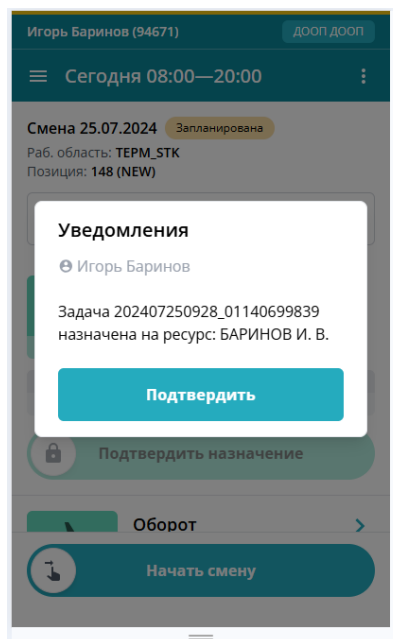 Игорь Баринов (94671)
ДООП ДООП
Сегодня 08:00—20:00
Смена 25.07.2024 Запланирована
Раб. область: ТЕРМ_STK
Позиция: 148 (NEW)
Уведомления
Игорь Баринов
Задача 202407250928_01140699839
назначена на ресурс: БАРИНОВ И. В.
Подтвердить
Подтвердить назначение
Оборот
Начать смену